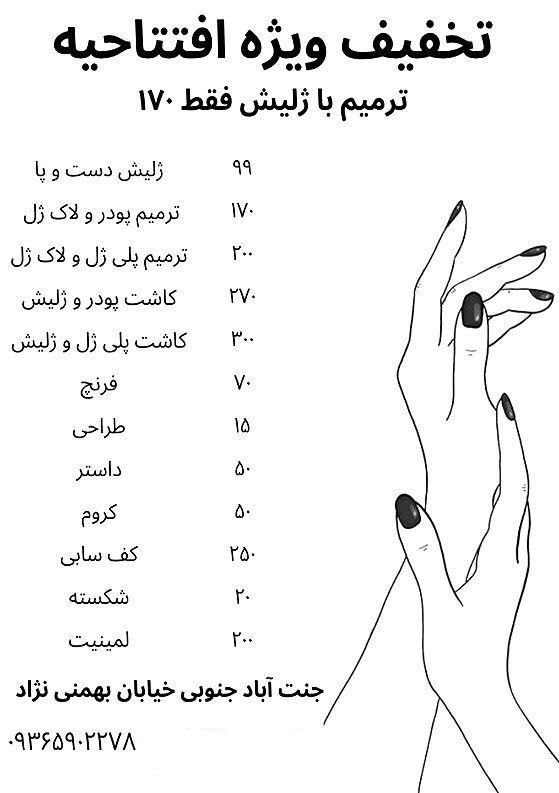 تخفیف ویژه افتتاحیه
ترمیم با ژلیش فقط ۱۷۰
ژلیش دست و پا ۹۹
ترمیم پودر و لاک ژل ۱۷۰
ترمیم پلی ژل و لاک ژل ۲۰۰
کاشت پودر و ژلیش ۲۷۰
کاشت پلی ژل و ژلیش ۳۰۰
فرنچ ۷۰
طراحی ۱۵
داستر ۵۰
کروم ۵۰
کف سابی ۲۵۰
شکسته ۲۰
لمینیت ۲۰۰
جنت آباد جنوبی خیابان بهمنی نژاد
۰۹۳۶۵۹۰۲۲۷۸